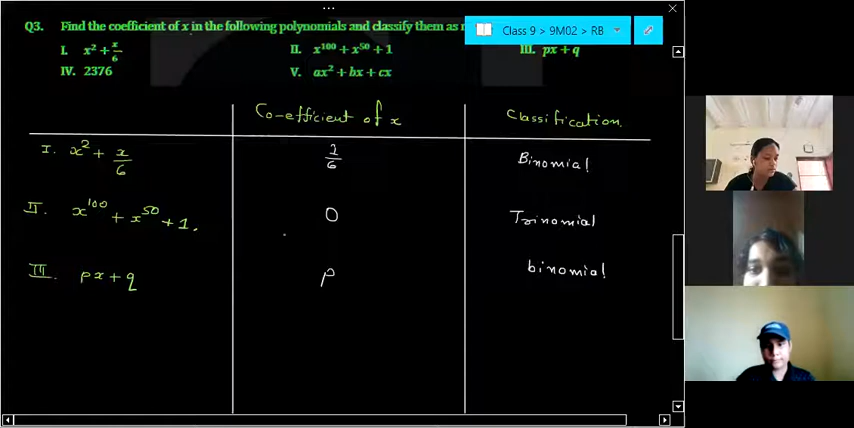 Q3. Find the coefficient of x in the following polynomials and classify them as
Class 9 > 9M02 > RB
I. x² + x/6 II. x¹⁰⁰ + x⁵⁰ + 1 III. px + q
IV. 2376 V. ax² + bx + cx
Co-efficient of x Classification.
I. x² + x/6 1/6 Binomial
II. x¹⁰⁰ + x⁵⁰ + 1. 0 Trinomial
III. px + q p binomial